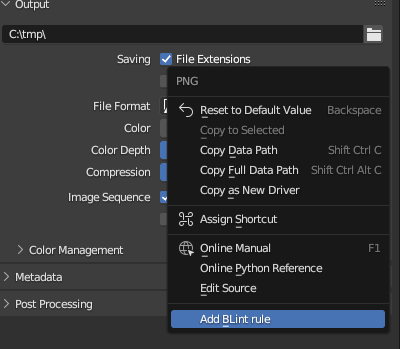 Output
C:\tmp\
Saving File Extensions
PNG
Reset to Default Value Backspace
File Format
Copy to Selected
Color
Copy Data Path Shift Ctrl C
Color Depth
Copy Full Data Path Shift Ctrl Alt C
Compression
Copy as New Driver
Image Sequence
Assign Shortcut
Color Management
Online Manual F1
Online Python Reference
Metadata
Edit Source
Post Processing
Add BLint rule